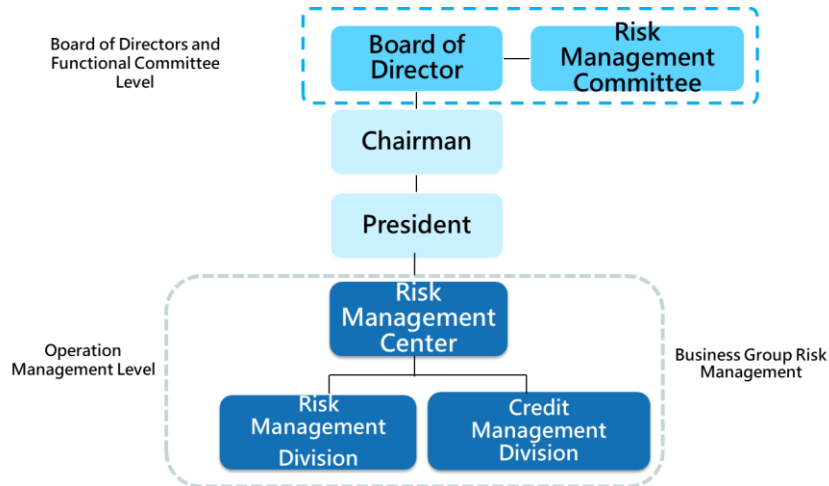 Board of Directors and
Functional Committee
Level
Board of
Director
Risk
Management
Committee
Chairman
President
Risk
Management
Center
Operation
Management Level
Business Group Risk
Management
Risk
Management
Division
Credit
Management
Division